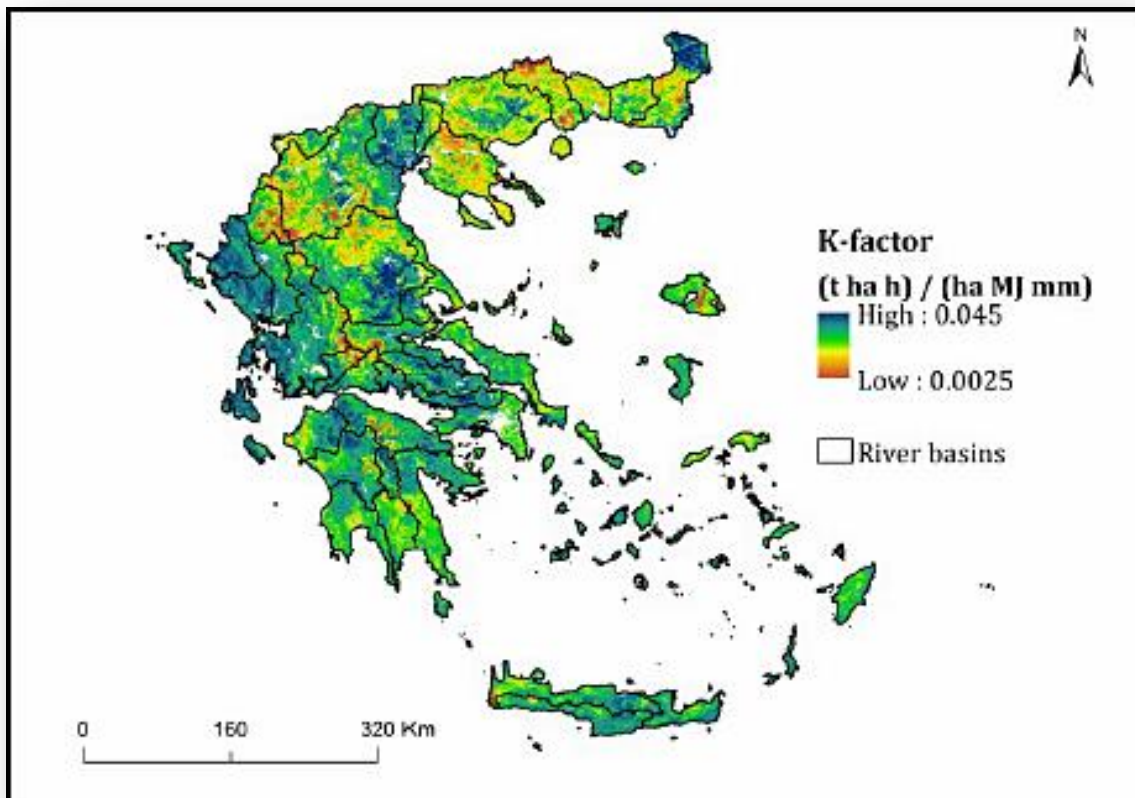 N
K-factor
(t ha h) / (ha MJ mm)
High : 0.045
Low : 0.0025
River basins
0 160 320 Km